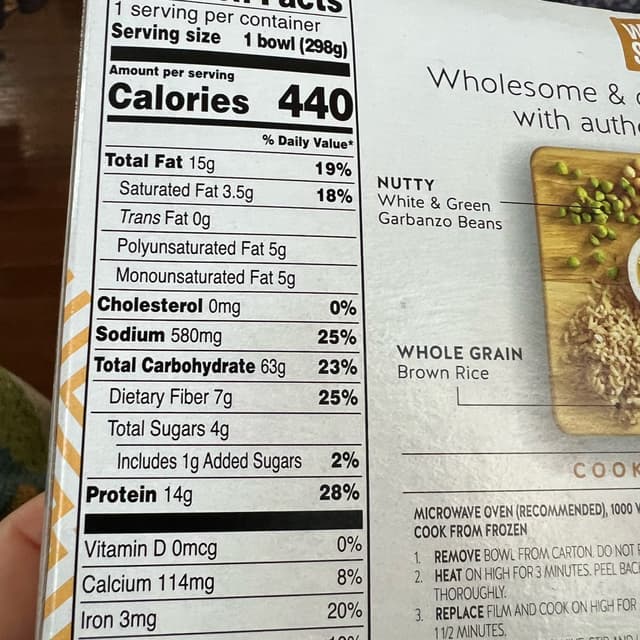 Facts
1 serving per container
Serving size 1 bowl (298g)
Amount per serving
Calories 440
% Daily Value*
Total Fat 15g 19%
Saturated Fat 3.5g 18%
Trans Fat 0g
Polyunsaturated Fat 5g
Monounsaturated Fat 5g
Cholesterol 0mg 0%
Sodium 580mg 25%
Total Carbohydrate 63g 23%
Dietary Fiber 7g 25%
Total Sugars 4g
Includes 1g Added Sugars 2%
Protein 14g 28%
Vitamin D 0mcg 0%
Calcium 114mg 8%
Iron 3mg 20%
Wholesome &
with
NUTTY
White & Green
Garbanzo Beans
WHOLE GRAIN
Brown Rice
COOK
MICROWAVE OVEN (RECOMMENDED), 1000
COOK FROM FROZEN
1. REMOVE BOWL FROM CARTON. DO NOT
2. HEAT ON HIGH FOR 3 MINUTES. PEEL BACK
THOROUGHLY.
3. REPLACE FILM AND COOK ON HIGH FOR
1 1/2 MINUTES.